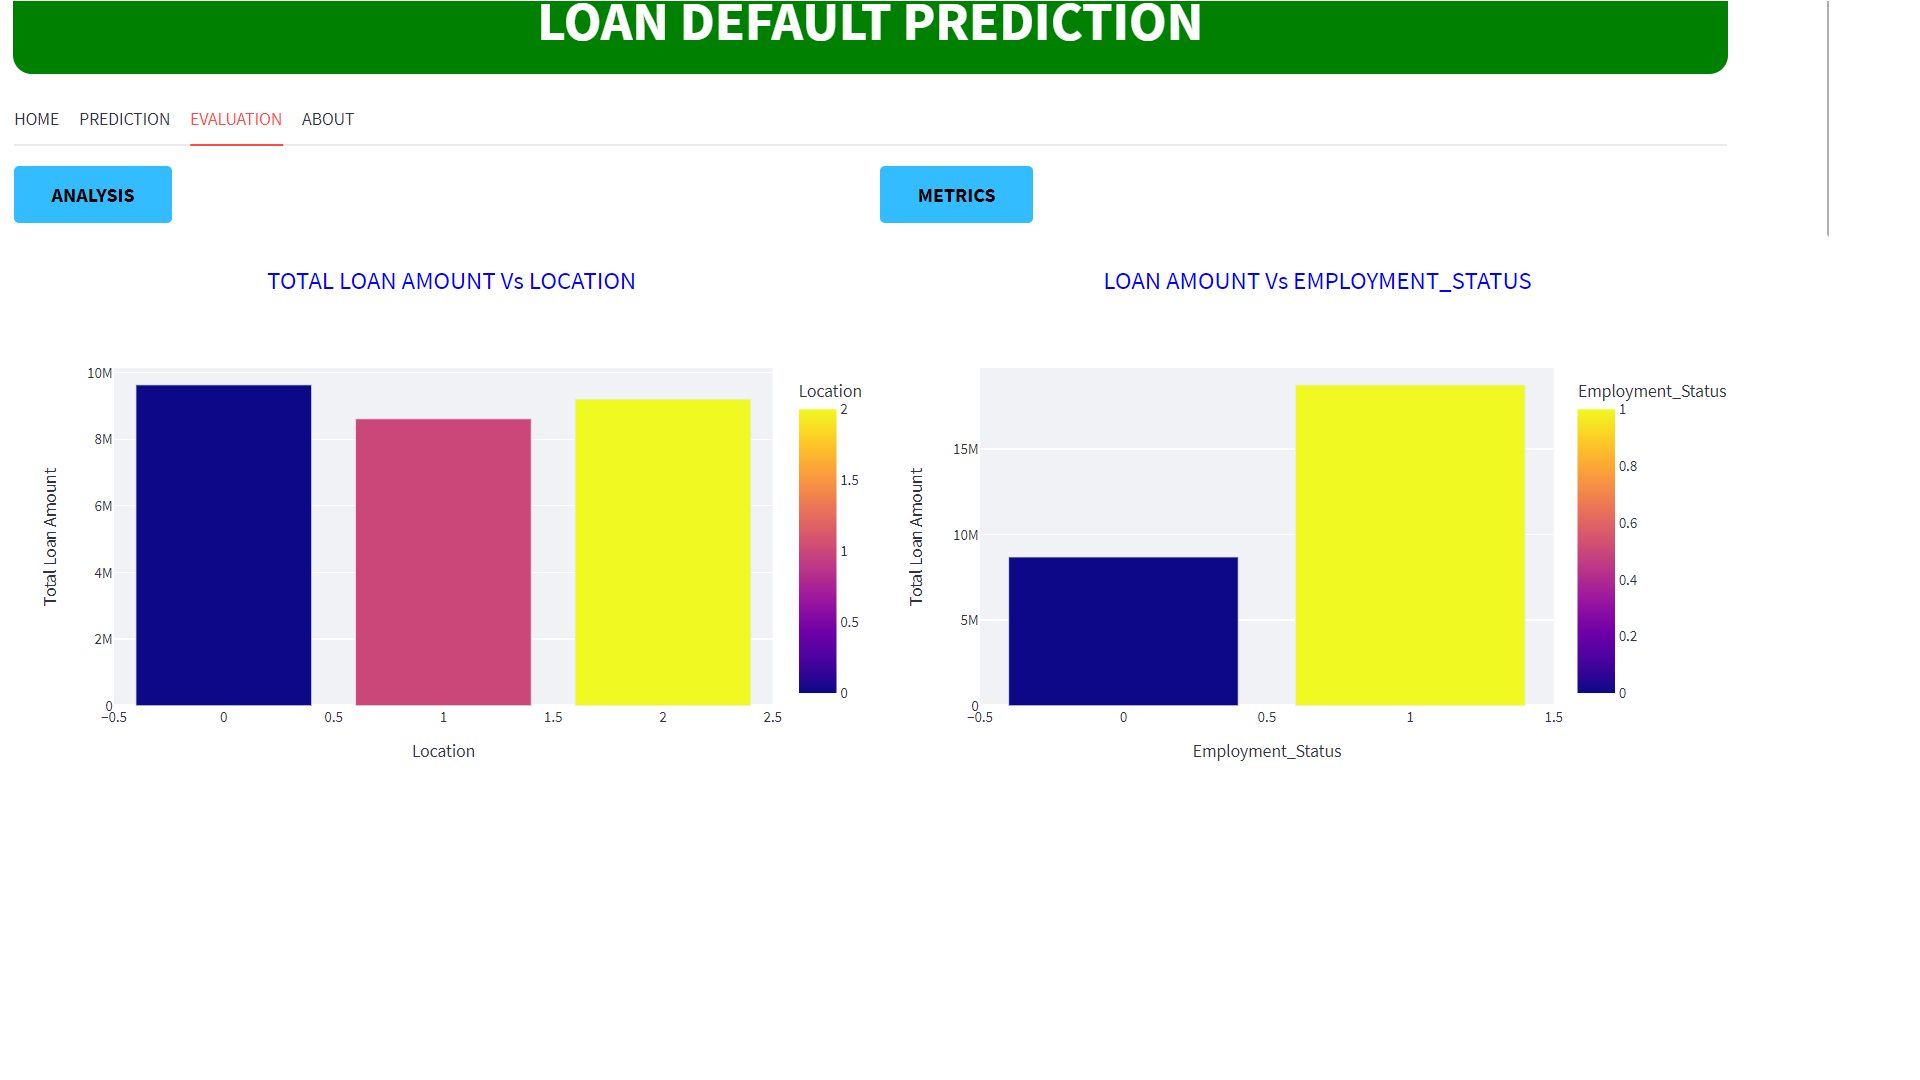 LOAN DEFAULT PREDICTION
HOME PREDICTION EVALUATION ABOUT
ANALYSIS
METRICS
TOTAL LOAN AMOUNT Vs LOCATION
10M
8M
6M
4M
2M
0
Total Loan Amount
−0.5 0 0.5 1 1.5 2 2.5
Location
Location
2
1.5
1
0.5
0
LOAN AMOUNT Vs EMPLOYMENT_STATUS
15M
10M
5M
0
Total Loan Amount
−0.5 0 0.5 1 1.5
Employment_Status
Employment_Status
1
0.8
0.6
0.4
0.2
0